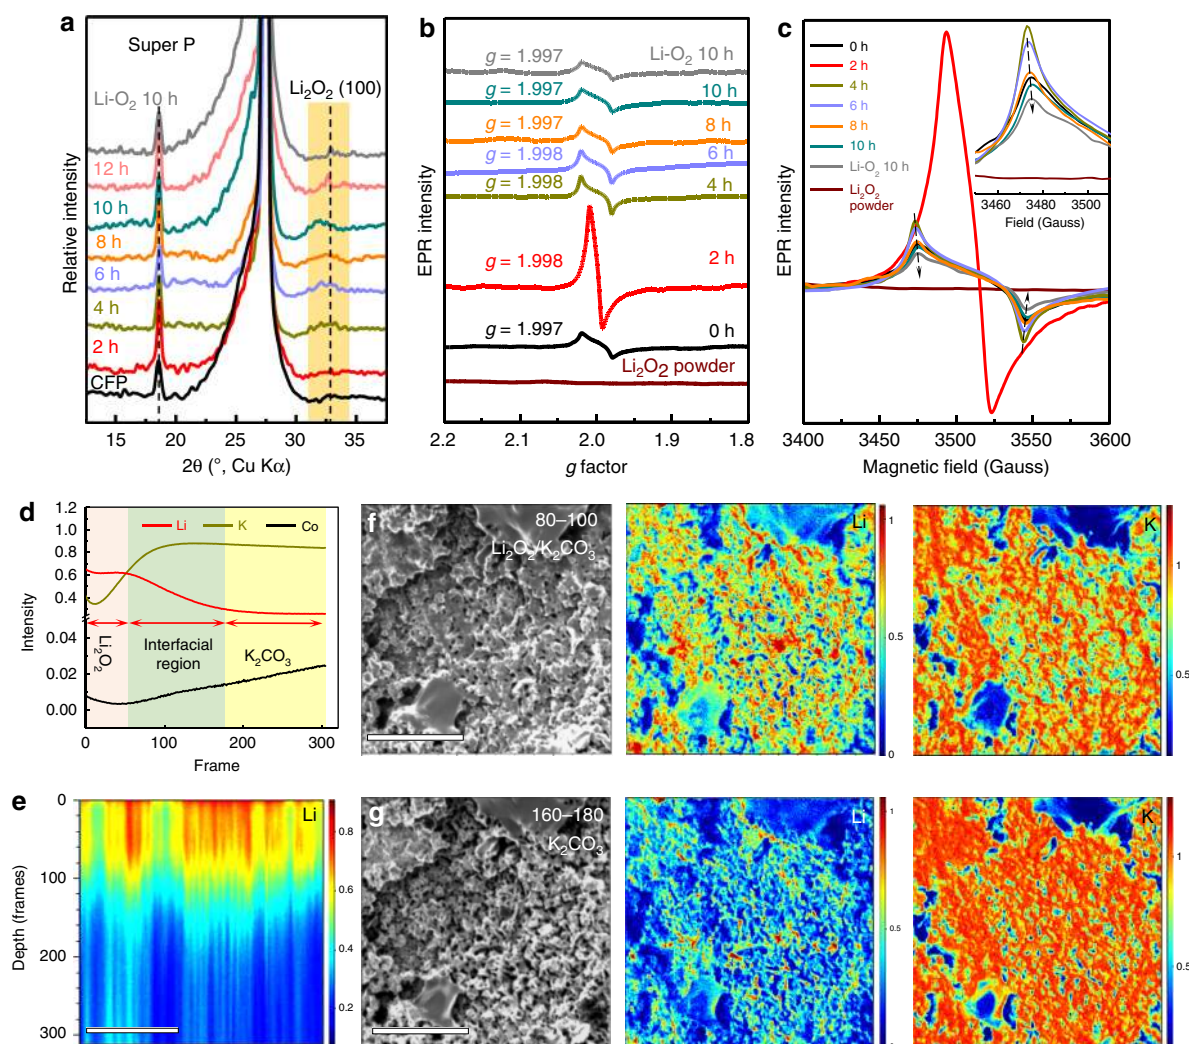 a
Super P
Li-O2 10 h
12 h
10 h
8 h
6 h
4 h
2 h
CFP
Li2O2 (100)
Relative intensity
15 20 25 30 35
2θ (°, Cu Kα)
b
g = 1.997 Li-O2 10 h
g = 1.997 10 h
g = 1.997 8 h
g = 1.998 6 h
g = 1.998 4 h
g = 1.998 2 h
g = 1.997 0 h
Li2O2 powder
EPR intensity
2.2 2.1 2.0 1.9 1.8
g factor
c
0 h
2 h
4 h
6 h
8 h
10 h
Li-O2 10 h
Li2O2
powder
3460 3480 3500
Field (Gauss)
EPR intensity
3400 3450 3500 3550 3600
Magnetic field (Gauss)
d
Li K Co
1.2
1.0
0.8
0.6
0.4
0.04
0.02
0.00
Intensity
Li2O2
Interfacial
region
K2CO3
0 100 200 300
Frame
f
80–100
Li2O2/K2CO3
Li
1
0.5
0
K
1
0.5
e
Li
0
100
200
300
Depth (frames)
0.8
0.6
0.4
0.2
g
160–180
K2CO3
Li
1
0.5
0
K
1
0.5